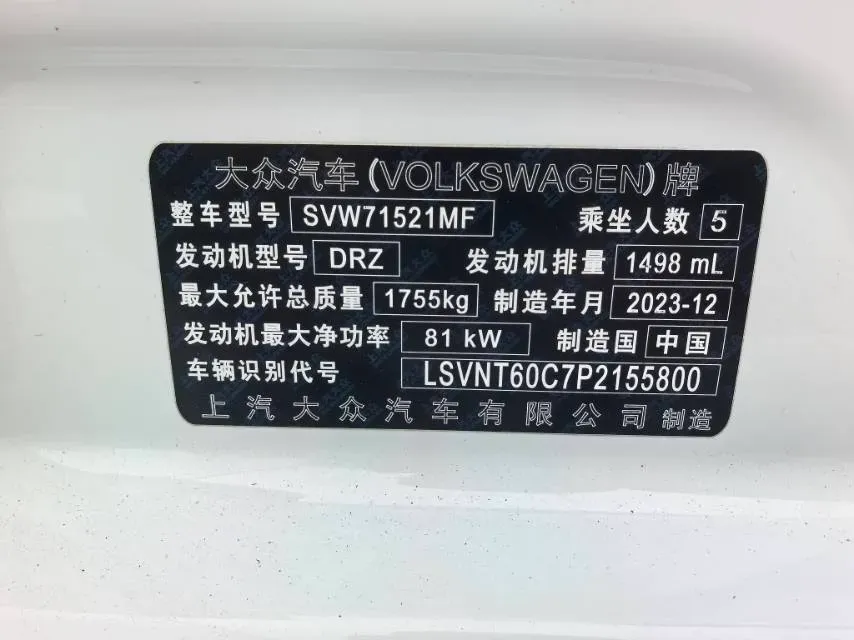 大众汽车(VOLKSWAGEN)牌
整车型号 SVW71521MF 乘坐人数 5
发动机型号 DRZ 发动机排量 1498 mL
最大允许总质量 1755kg 制造年月 2023-12
发动机最大净功率 81 kW 制造国 中国
车辆识别代号 LSVNT60C7P2155800
上汽大众汽车有限公司 制造